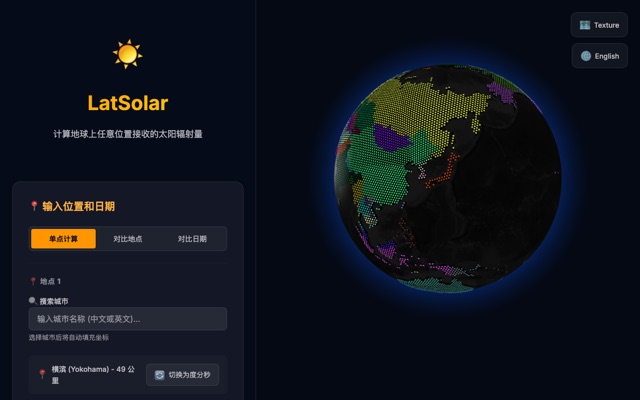 LatSolar
计算地球上任意位置接收的太阳辐射量
输入位置和日期
单点计算
对比地点
对比日期
地点 1
搜索城市
输入城市名称 (中文或英文)...
选择城市后将自动填充坐标
横滨 (Yokohama) - 49 公
里
切换为度分秒
Texture
English